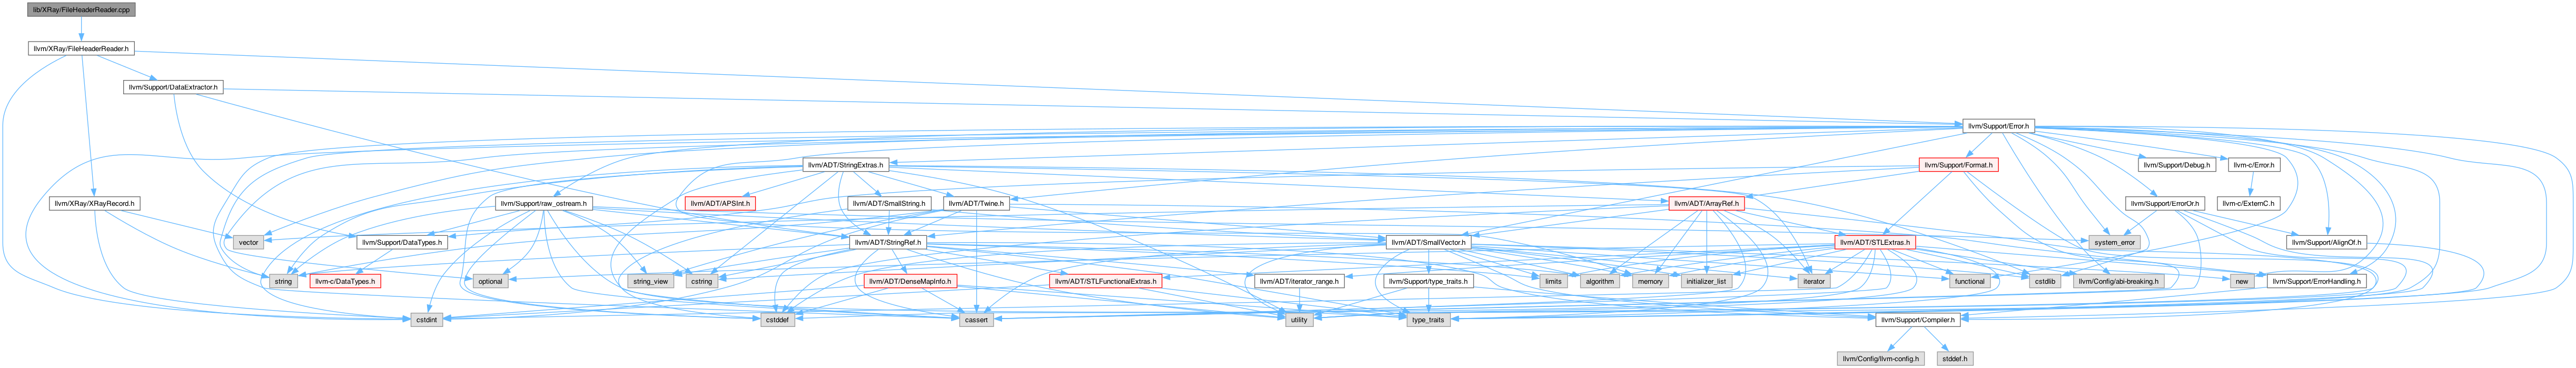 lib/XRay/FileHeaderReader.cpp
llvm/XRay/FileHeaderReader.h
llvm/Support/DataExtractor.h
llvm/Support/Error.h
llvm/ADT/StringExtras.h
llvm/Support/Format.h
llvm/Support/Debug.h
llvm-c/Error.h
llvm/XRay/XRayRecord.h
llvm/Support/raw_ostream.h
llvm/ADT/APSInt.h
llvm/ADT/SmallString.h
llvm/ADT/Twine.h
llvm/ADT/ArrayRef.h
llvm/Support/ErrorOr.h
llvm-c/ExternC.h
vector
llvm/Support/DataTypes.h
llvm/ADT/StringRef.h
llvm/ADT/SmallVector.h
llvm/ADT/STLExtras.h
system_error
llvm/Support/AlignOf.h
string
llvm-c/DataTypes.h
optional
string_view
cstring
llvm/ADT/DenseMapInfo.h
llvm/ADT/STLFunctionalExtras.h
llvm/ADT/iterator_range.h
llvm/Support/type_traits.h
limits
algorithm
memory
initializer_list
iterator
functional
cstdlib
llvm/Config/abi-breaking.h
new
llvm/Support/ErrorHandling.h
cstdint
cstddef
cassert
utility
type_traits
llvm/Support/Compiler.h
llvm/Config/llvm-config.h
stddef.h